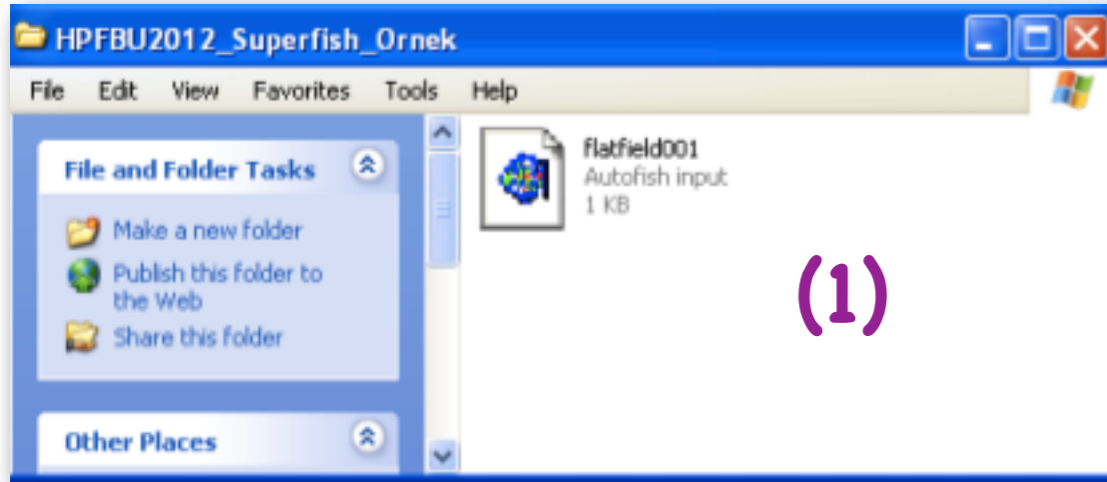 HPFBU2012_Superfish_Ornek
File Edit View Favorites Tools Help
File and Folder Tasks
Make a new folder
Publish this folder to
the Web
Share this folder
Other Places
flatfield001
Autofish input
1 KB
(1)